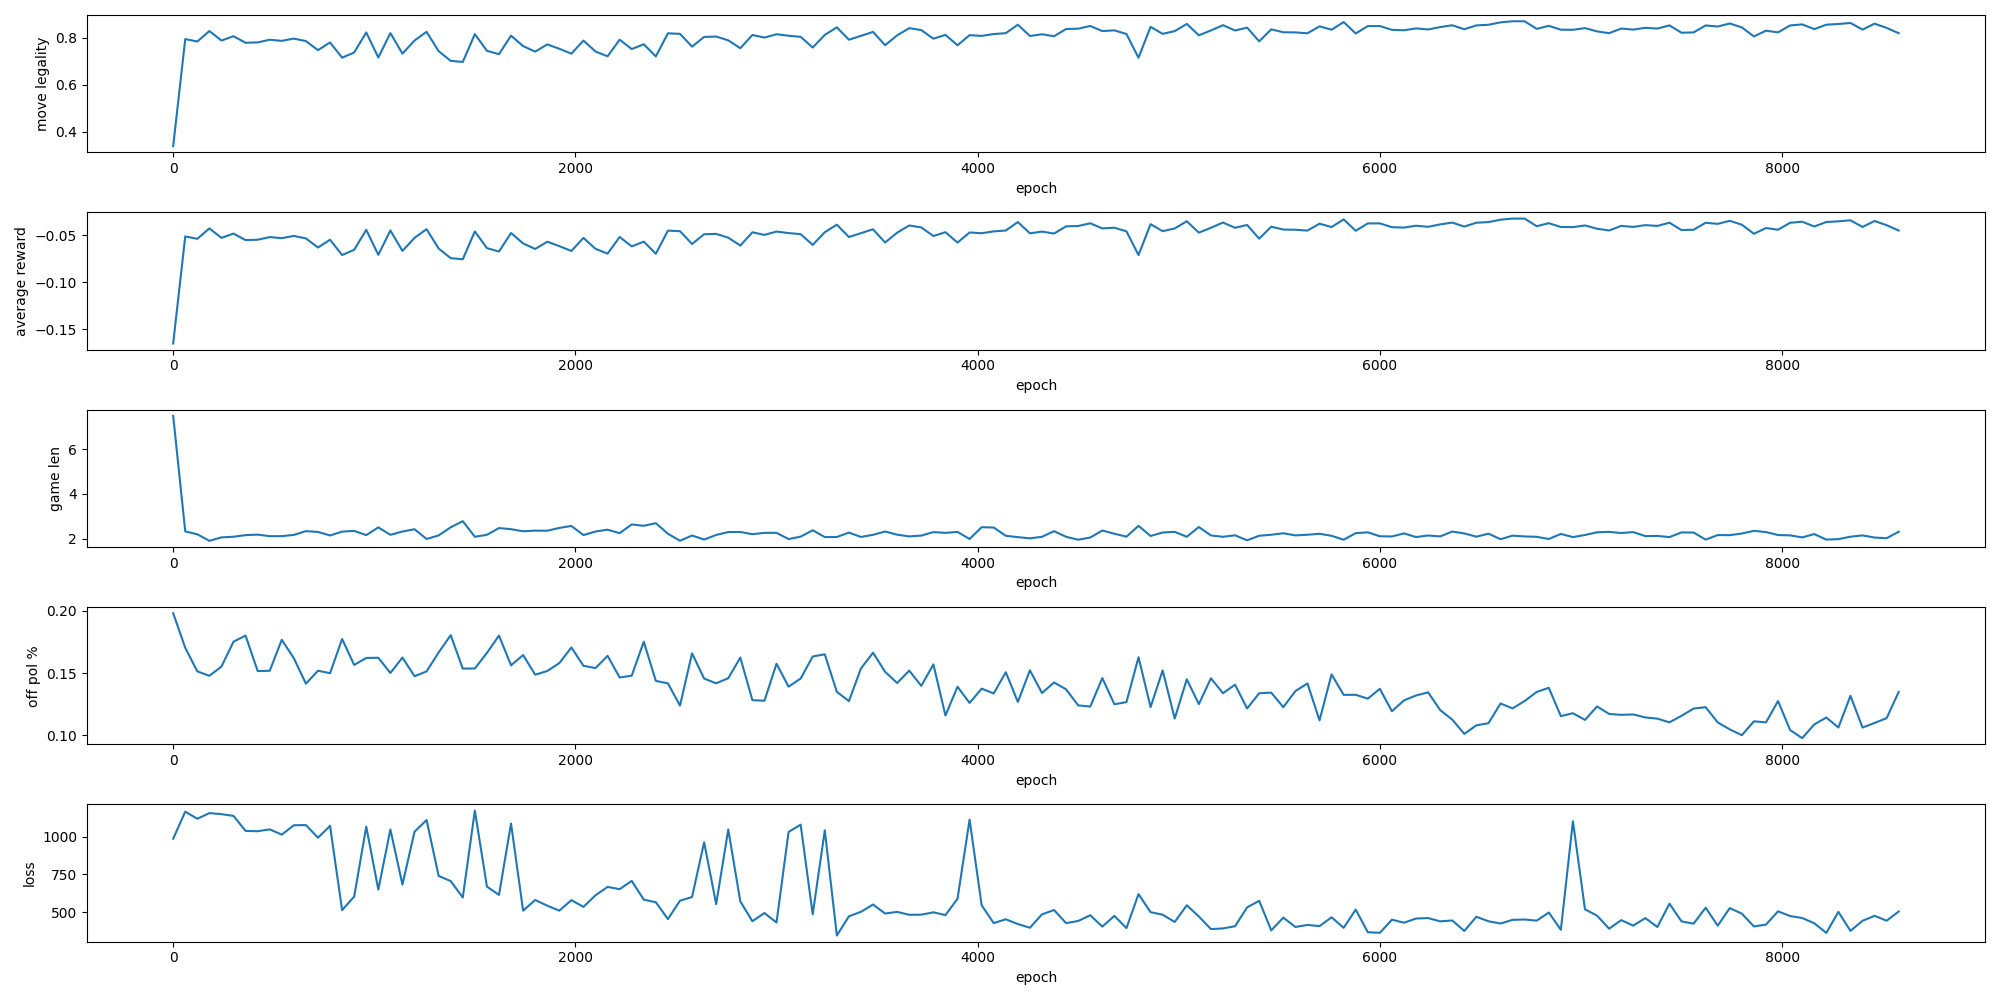 move legality
0.8
0.6
0.4
0 2000 4000 6000 8000
epoch
average reward
−0.05
−0.10
−0.15
0 2000 4000 6000 8000
epoch
game len
6
4
2
0 2000 4000 6000 8000
epoch
off pol %
0.20
0.15
0.10
0 2000 4000 6000 8000
epoch
loss
1000
750
500
0 2000 4000 6000 8000
epoch